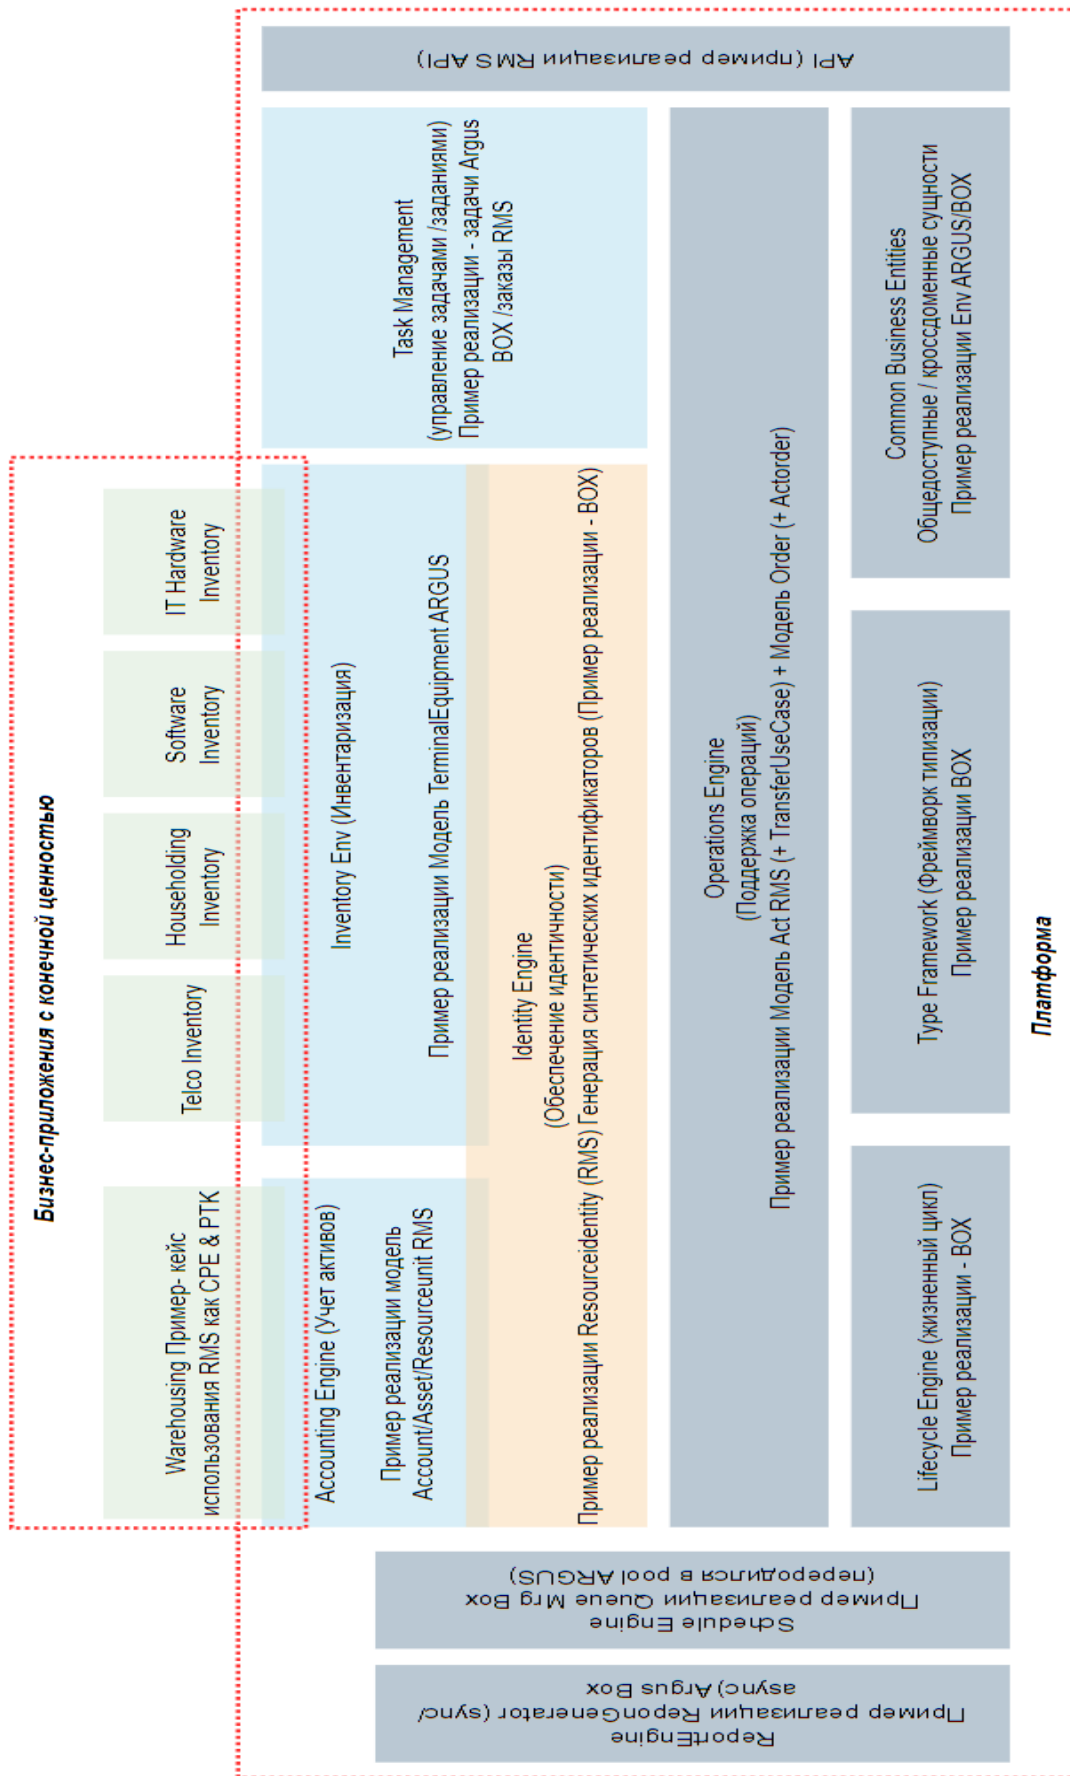 Бизнес-приложения с конечной ценностью
Warehousing Пример- кейс
использования RMS как CPE & PTK
Telco Inventory
Householding
Inventory
Software
Inventory
IT Hardware
Inventory
Accounting Engine (Учет активов)
Пример реализации модель
Account/Asset/Resourceunit RMS
Inventory Env (Инвентаризация)
Пример реализации Модель TerminalEquipment ARGUS
Task Management
(управление задачами /заданиями)
Пример реализации - задачи Argus
BOX /заказы RMS
Identity Engine
(Обеспечение идентичности)
Пример реализации Resourceidentity (RMS) Генерация синтетических идентификаторов (Пример реализации - BOX)
Operations Engine
(Поддержка операций)
Пример реализации Модель Act RMS (+ TransferUseCase) + Модель Order (+ Actorder)
Lifecycle Engine (жизненный цикл)
Пример реализации - BOX
Type Framework (Фреймворк типизации)
Пример реализации BOX
Common Business Entities
Общедоступные / кроссдоменные сущности
Пример реализации Env ARGUS/BOX
ReportEngine
Пример реализации ReponGenerator (sync/
async) Argus Box
Schedule Engine
Пример реализации Queue Mrg Box
(переродился в pool ARGUS)
API (пример реализации RMS API)
Платформа